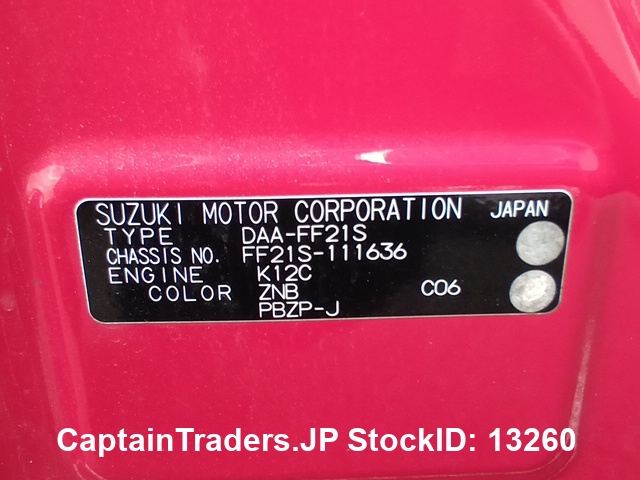 SUZUKI MOTOR CORPORATION JAPAN
TYPE DAA-FF21S
CHASSIS NO. FF21S-111636
ENGINE K12C
COLOR ZNB C06
PBZP-J
CaptainTraders.JP StockID: 13260